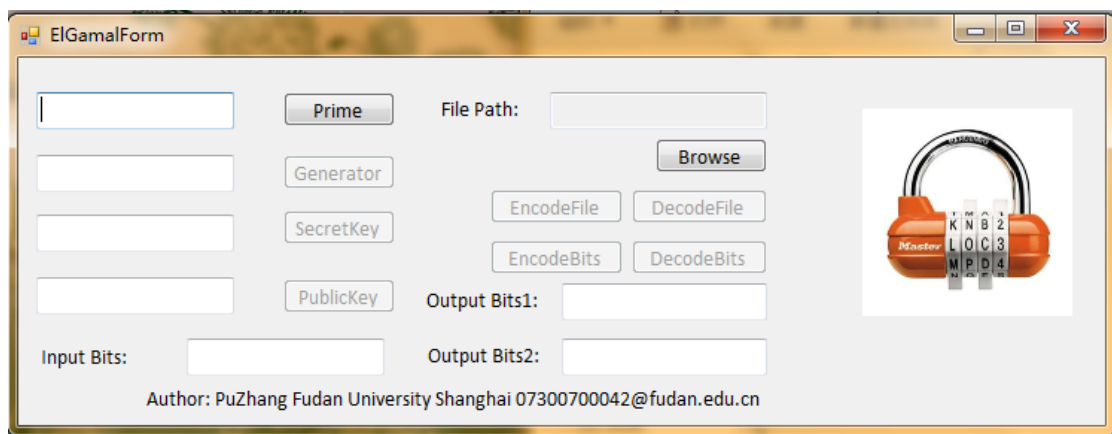 ElGamalForm
Prime
File Path:
Browse
Generator
EncodeFile DecodeFile
SecretKey
EncodeBits DecodeBits
PublicKey
Output Bits1:
Input Bits:
Output Bits2:
Author: PuZhang Fudan University Shanghai 07300700042@fudan.edu.cn
K N B 2
Master L O C 3
M P D 4